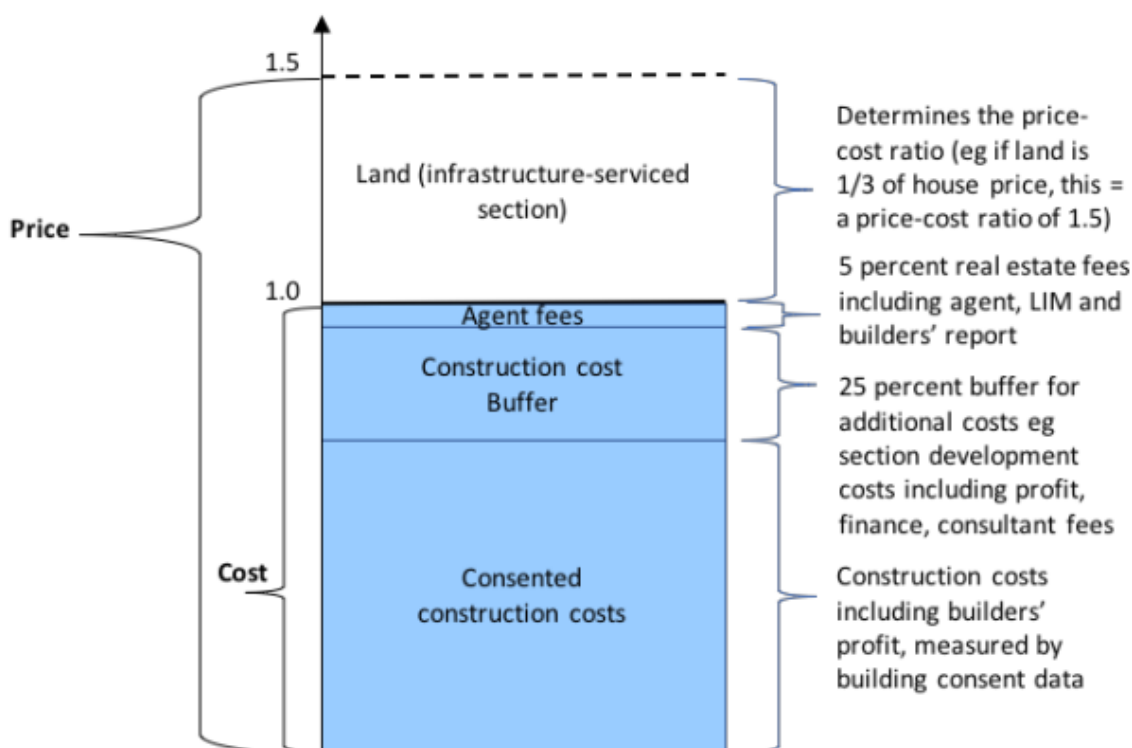 1.5
Land (infrastructure-serviced
section)
Price
1.0
Agent fees
Construction cost
Buffer
Cost
Consented
construction costs
Determines the price-
cost ratio (eg if land is
1/3 of house price, this =
a price-cost ratio of 1.5)
5 percent real estate fees
including agent, LIM and
builders’ report
25 percent buffer for
additional costs eg
section development
costs including profit,
finance, consultant fees
Construction costs
including builders’
profit, measured by
building consent data